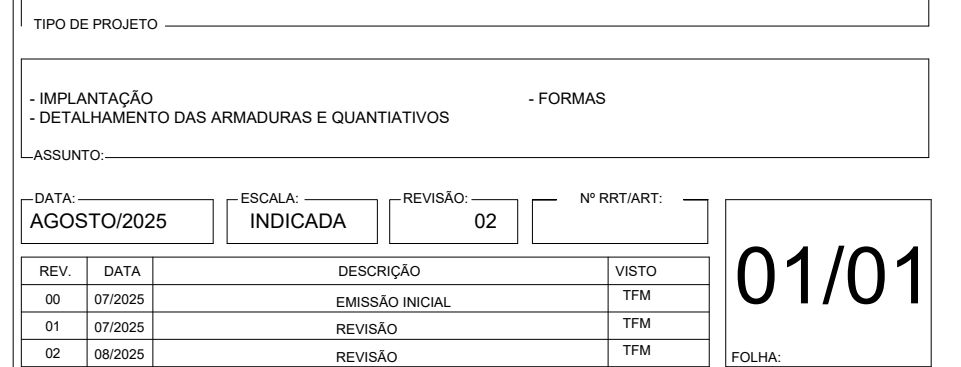 TIPO DE PROJETO
- IMPLANTAÇÃO - FORMAS
- DETALHAMENTO DAS ARMADURAS E QUANTIATIVOS
ASSUNTO:
DATA: ESCALA: REVISÃO: Nº RRT/ART:
AGOSTO/2025 INDICADA 02
REV. DATA DESCRIÇÃO VISTO
00 07/2025 EMISSÃO INICIAL TFM
01 07/2025 REVISÃO TFM
02 08/2025 REVISÃO TFM
01/01
FOLHA: